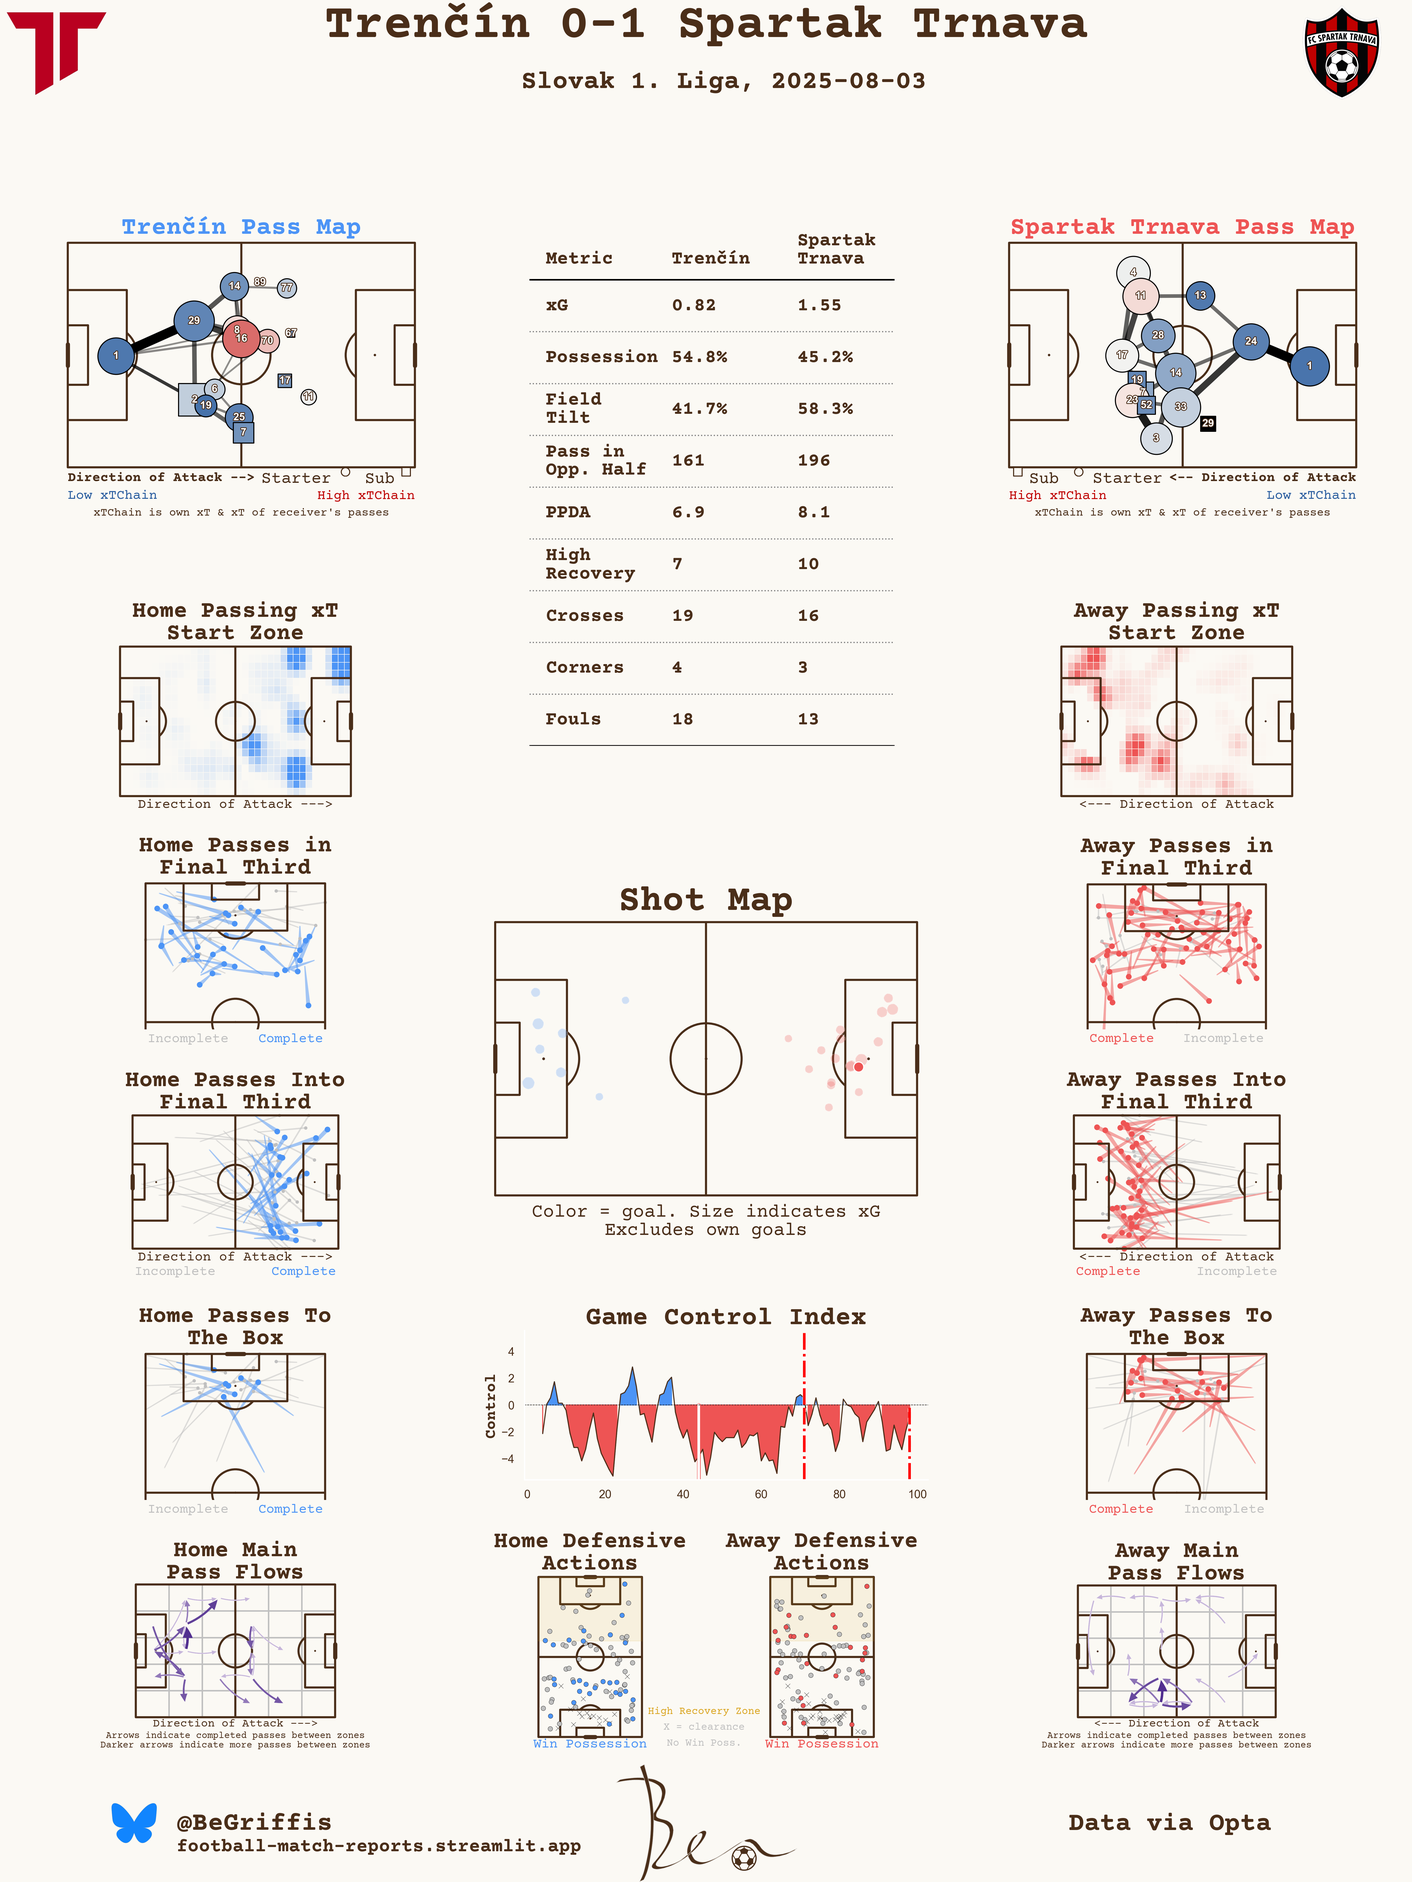 Trenčín 0-1 Spartak Trnava
Slovak 1. Liga, 2025-08-03
FC SPARTAK TRNAVA
Trenčín Pass Map
14
89
77
29
8
16
70
67
1
17
6
2
19
11
25
7
Direction of Attack -->
Starter
Sub
Low xTChain
High xTChain
xTChain is own xT & xT of receiver's passes
Metric Trenčín Spartak
Trnava
xG 0.82 1.55
Possession 54.8% 45.2%
Field
Tilt 41.7% 58.3%
Pass in
Opp. Half 161 196
PPDA 6.9 8.1
High
Recovery 7 10
Crosses 19 16
Corners 4 3
Fouls 18 13
Spartak Trnava Pass Map
4
11
13
28
24
17
1
14
19
7
23
52
33
29
3
Sub
Starter
<-- Direction of Attack
High xTChain
Low xTChain
xTChain is own xT & xT of receiver's passes
Home Passing xT
Start Zone
Direction of Attack --->
Away Passing xT
Start Zone
<--- Direction of Attack
Home Passes in
Final Third
Incomplete
Complete
Away Passes in
Final Third
Complete
Incomplete
Shot Map
Color = goal. Size indicates xG
Excludes own goals
Home Passes Into
Final Third
Direction of Attack --->
Incomplete
Complete
Away Passes Into
Final Third
<--- Direction of Attack
Complete
Incomplete
Home Passes To
The Box
Incomplete
Complete
Game Control Index
Control
4
2
0
−2
−4
0 20 40 60 80 100
Away Passes To
The Box
Complete
Incomplete
Home Main
Pass Flows
Direction of Attack --->
Arrows indicate completed passes between zones
Darker arrows indicate more passes between zones
Home Defensive
Actions
Win Possession
High Recovery Zone
X = clearance
No Win Poss.
Away Defensive
Actions
Win Possession
Away Main
Pass Flows
<--- Direction of Attack
Arrows indicate completed passes between zones
Darker arrows indicate more passes between zones
@BeGriffis
football-match-reports.streamlit.app
Ben
Data via Opta